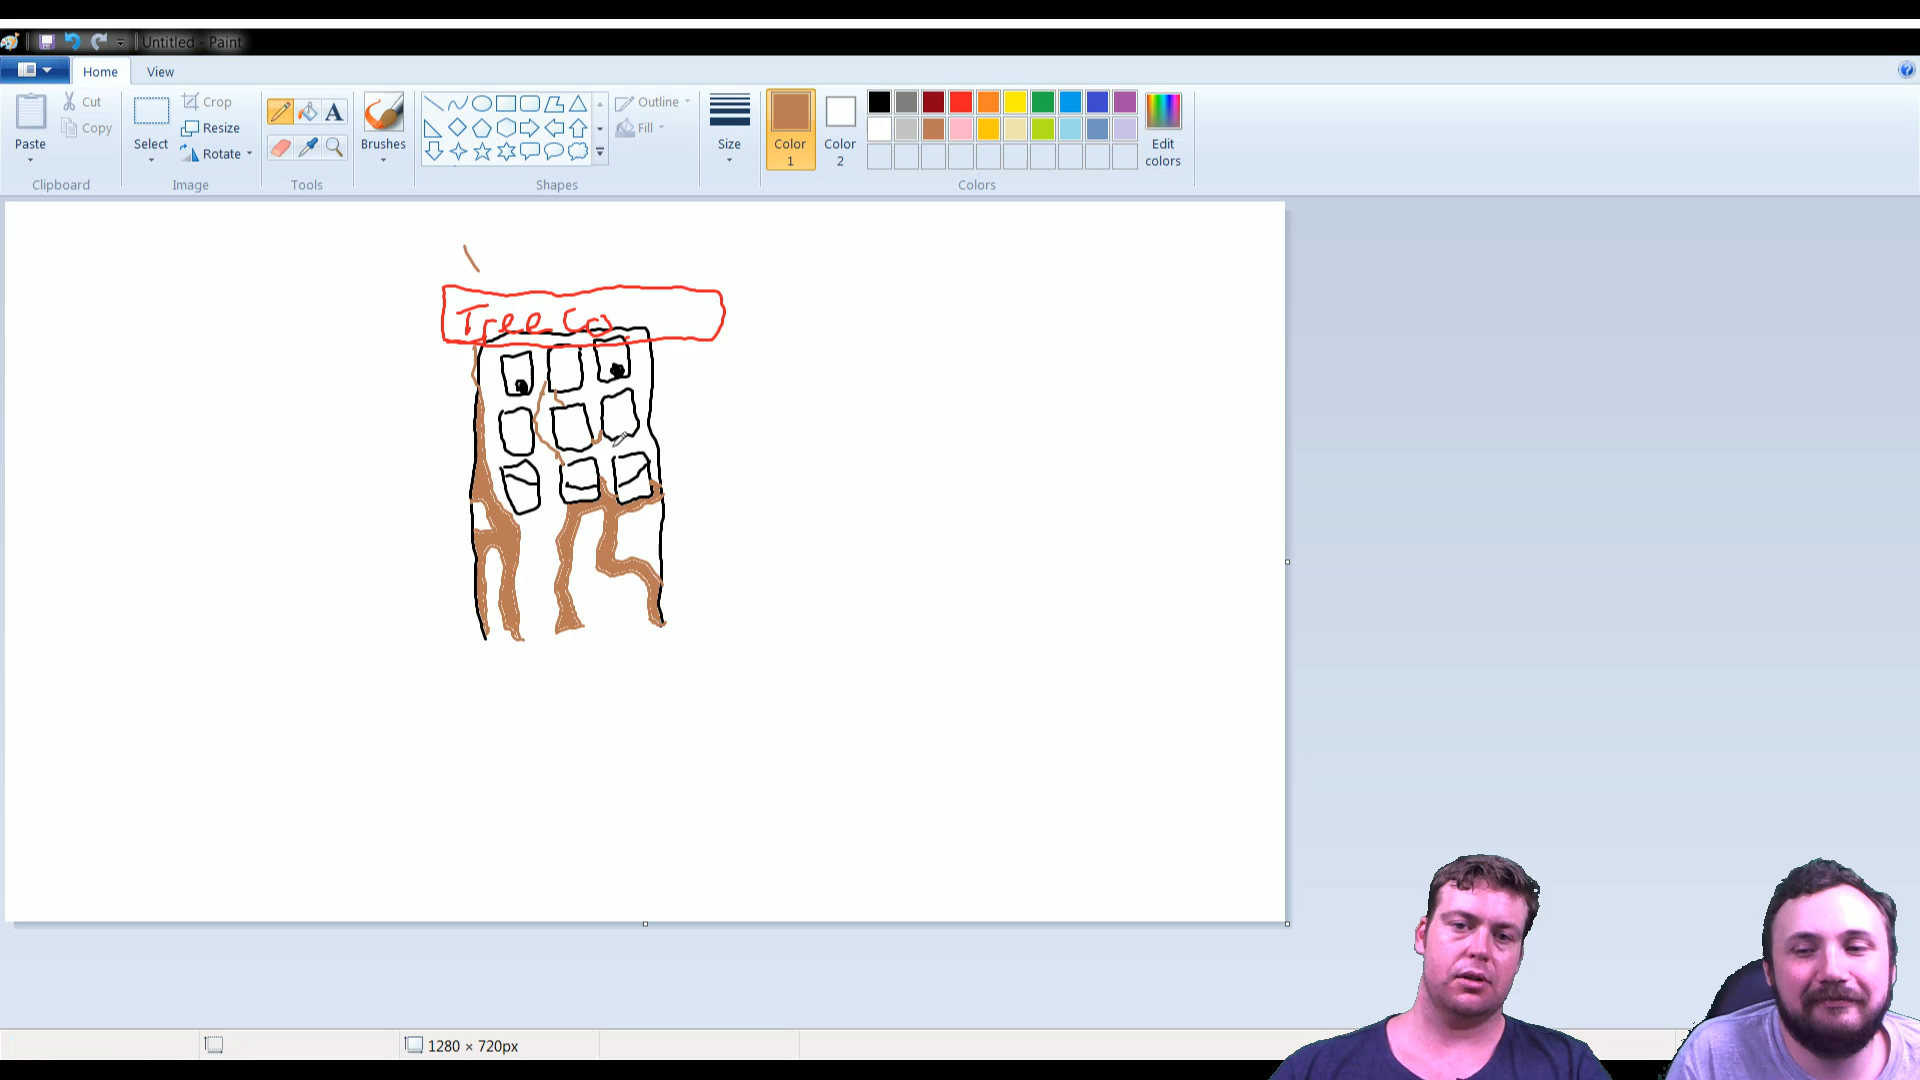 Untitled - Paint
Home View
Paste
Cut
Copy
Clipboard
Select
Crop
Resize
Rotate
Image
Tools
Brushes
Outline
Fill
Shapes
Size
Color 1
Color 2
Edit colors
Colors
Tree Co
1280 × 720px